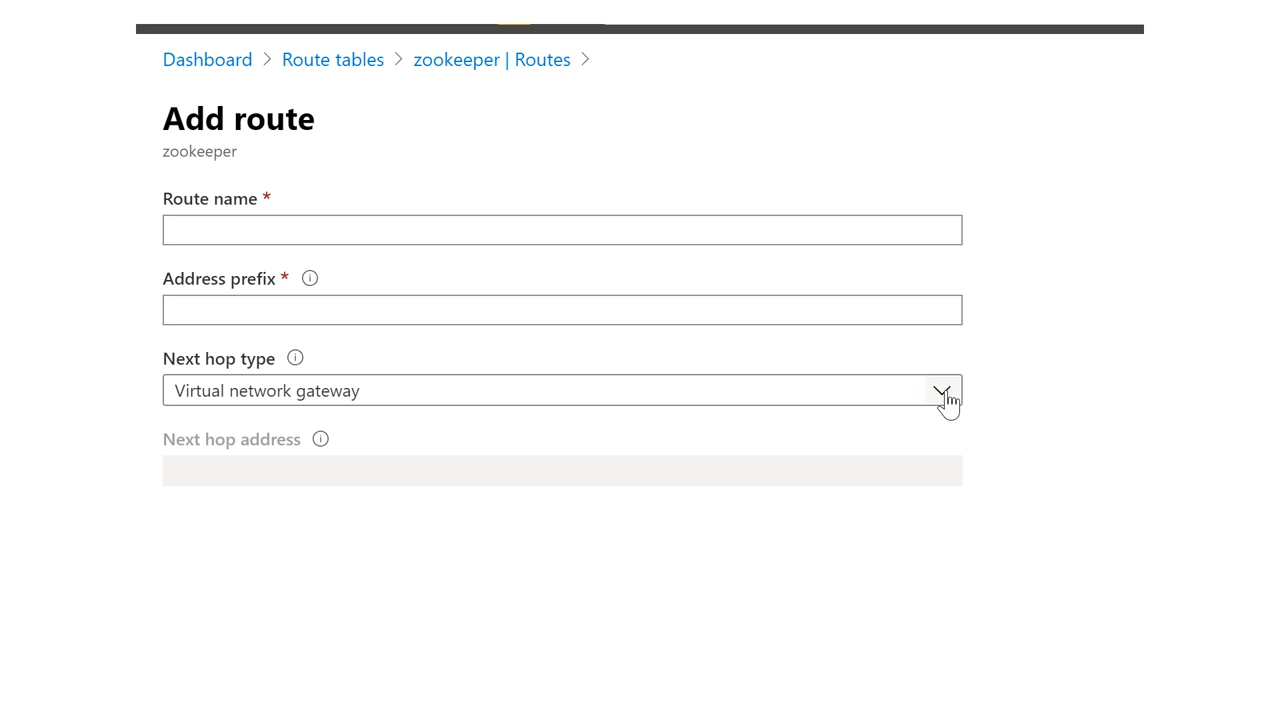 Dashboard > Route tables > zookeeper | Routes >
Add route
zookeeper
Route name *
Address prefix *
Next hop type
Virtual network gateway
Next hop address